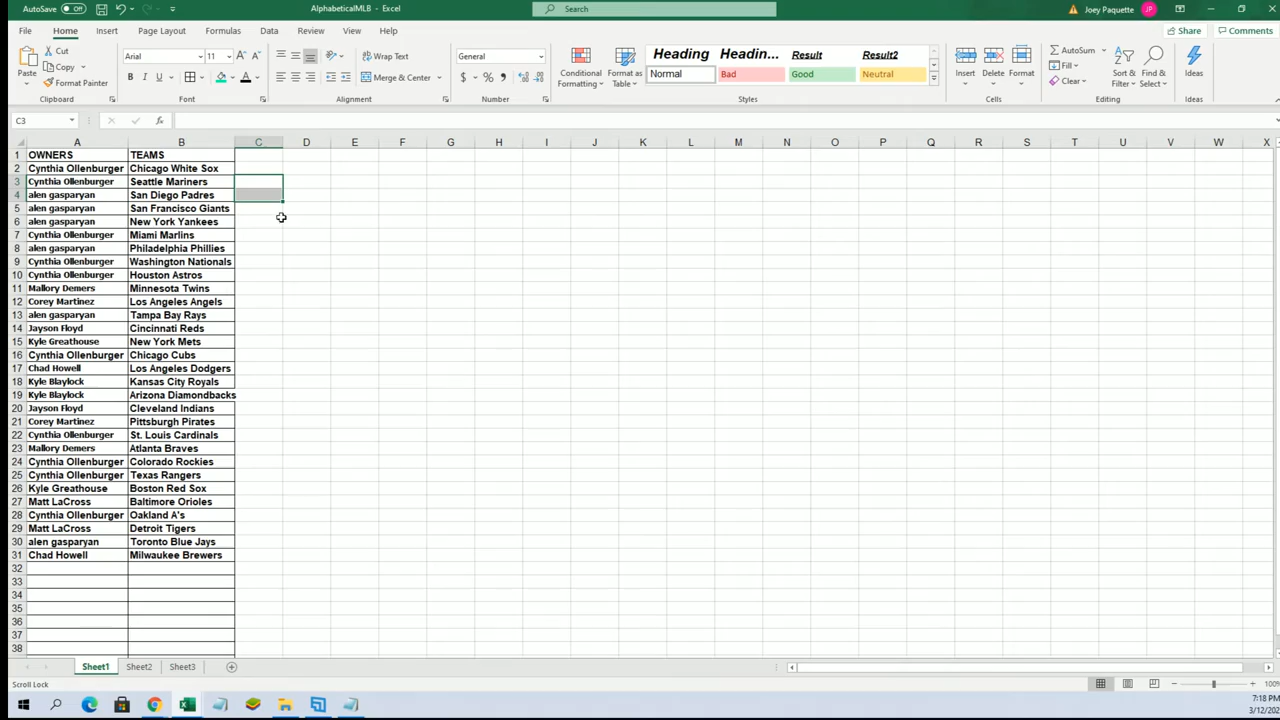 AutoSave Off AlphabeticalMLB - Excel Search Joey Paquette JP
File Home Insert Page Layout Formulas Data Review View Help Share Comments
Paste Cut Copy Format Painter Clipboard
Arial 11 Font
Wrap Text Merge & Center Alignment
General Number
Conditional Formatting Format as Table
Heading Headin... Result Result2
Normal Bad Good Neutral Styles
Insert Delete Format Cells
AutoSum Fill Clear Sort & Filter Find & Select Editing
Ideas Ideas
C3 fx
A B C D E F G H I J K L M N O P Q R S T U V W X
1 OWNERS TEAMS
2 Cynthia Ollenburger Chicago White Sox
3 Cynthia Ollenburger Seattle Mariners
4 alen gasparyan San Diego Padres
5 alen gasparyan San Francisco Giants
6 alen gasparyan New York Yankees
7 Cynthia Ollenburger Miami Marlins
8 alen gasparyan Philadelphia Phillies
9 Cynthia Ollenburger Washington Nationals
10 Cynthia Ollenburger Houston Astros
11 Mallory Demers Minnesota Twins
12 Corey Martinez Los Angeles Angels
13 alen gasparyan Tampa Bay Rays
14 Jayson Floyd Cincinnati Reds
15 Kyle Greathouse New York Mets
16 Cynthia Ollenburger Chicago Cubs
17 Chad Howell Los Angeles Dodgers
18 Kyle Blaylock Kansas City Royals
19 Kyle Blaylock Arizona Diamondbacks
20 Jayson Floyd Cleveland Indians
21 Corey Martinez Pittsburgh Pirates
22 Cynthia Ollenburger St. Louis Cardinals
23 Mallory Demers Atlanta Braves
24 Cynthia Ollenburger Colorado Rockies
25 Cynthia Ollenburger Texas Rangers
26 Kyle Greathouse Boston Red Sox
27 Matt LaCross Baltimore Orioles
28 Cynthia Ollenburger Oakland A's
29 Matt LaCross Detroit Tigers
30 alen gasparyan Toronto Blue Jays
31 Chad Howell Milwaukee Brewers
32
33
34
35
36
37
38
Sheet1 Sheet2 Sheet3
Scroll Lock 100%
7:18 PM
3/12/202